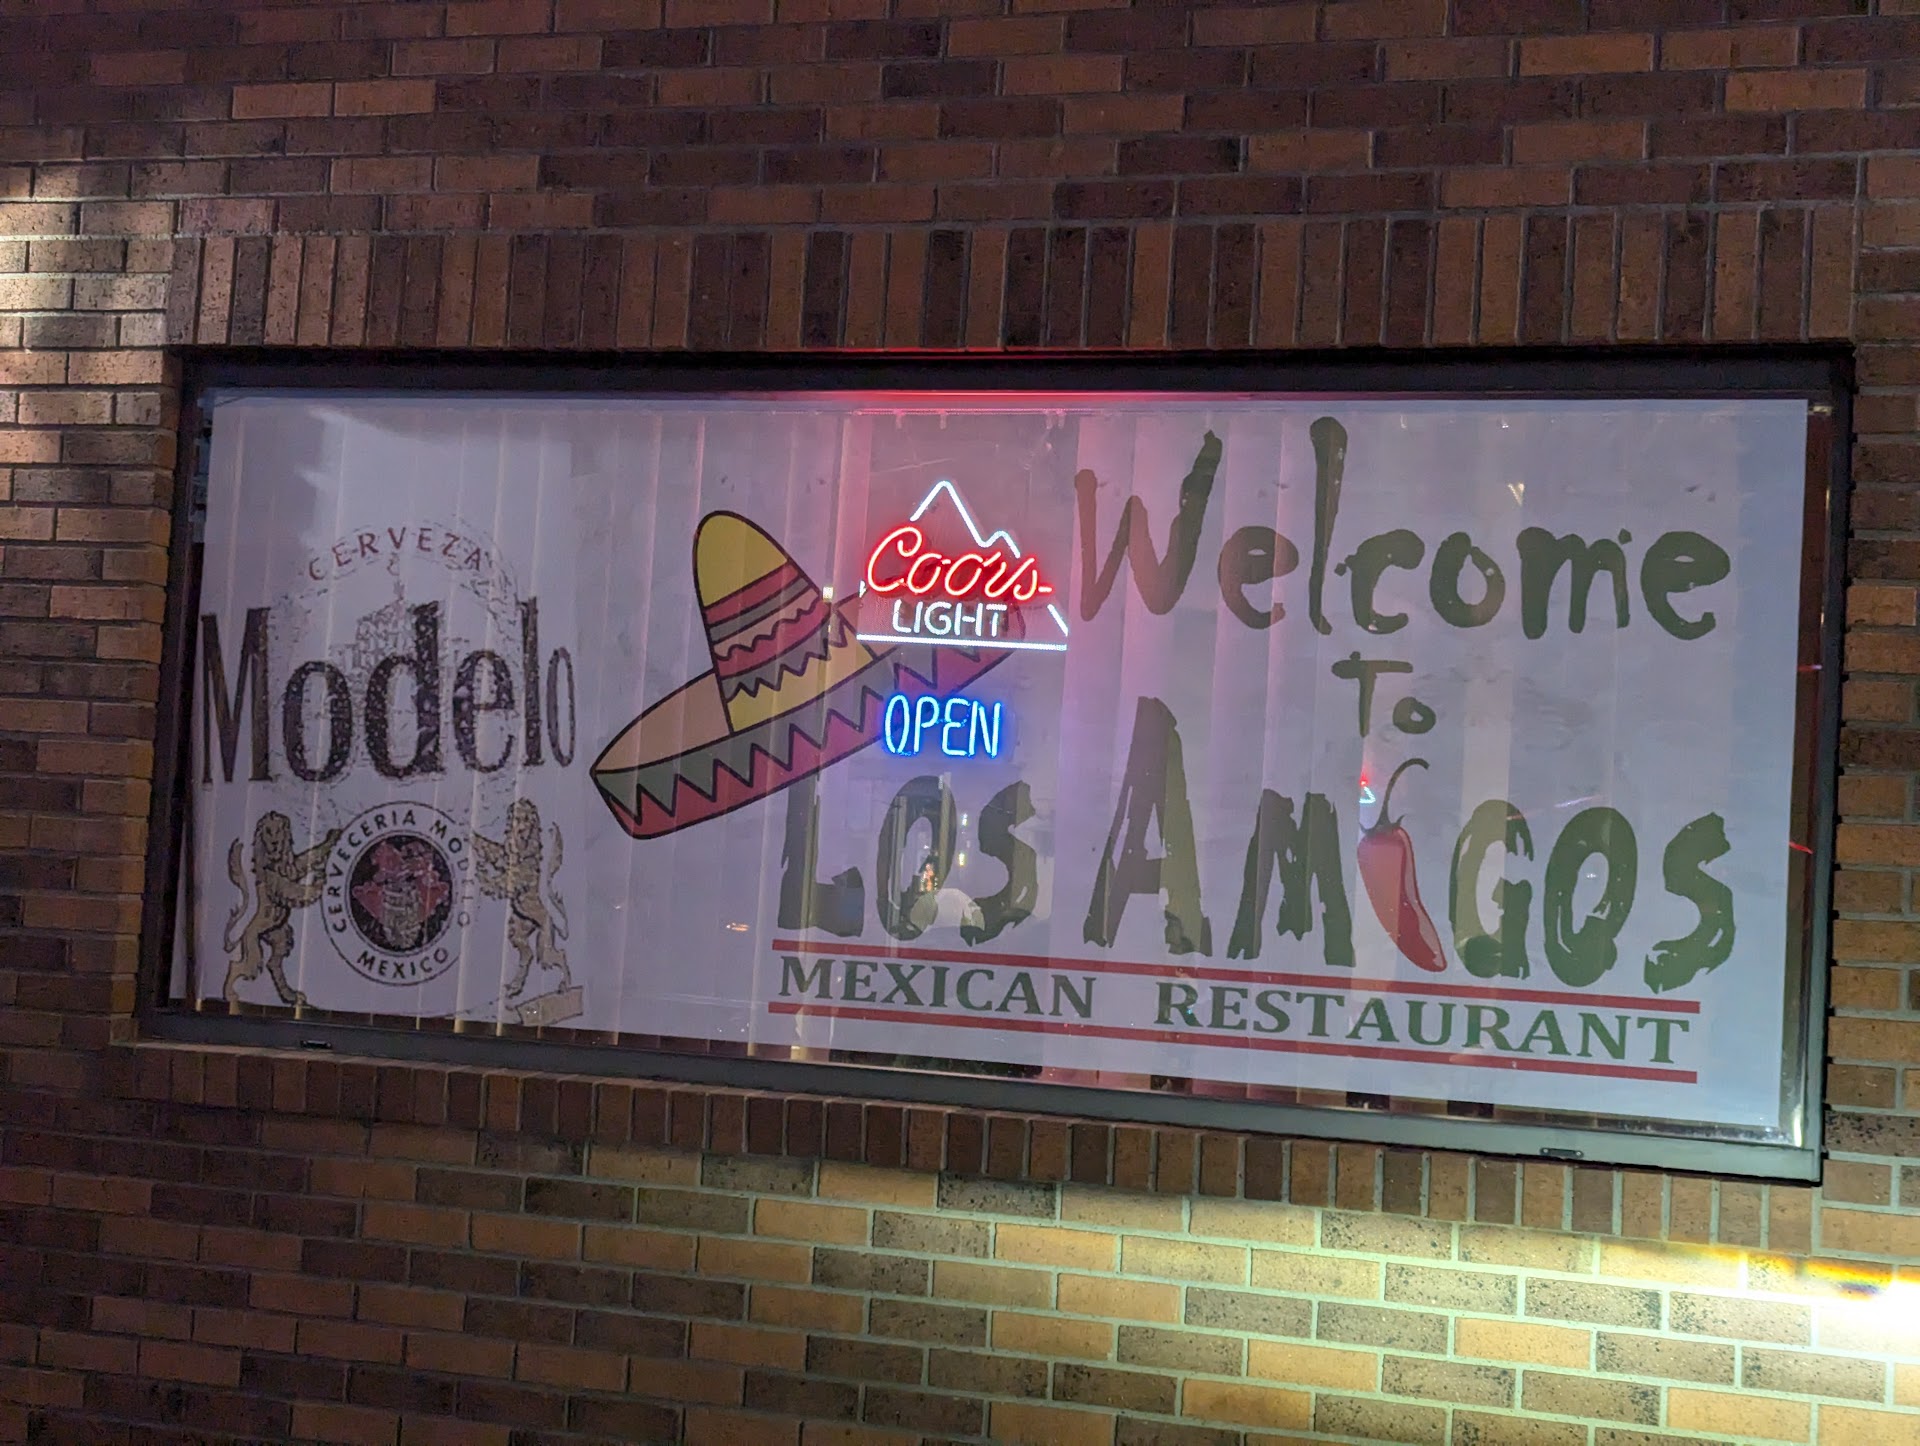 CERVEZA
Modelo
CERVECERIA MODELO
MEXICO
Coors
LIGHT
OPEN
Welcome
To
Los Amigos
MEXICAN RESTAURANT